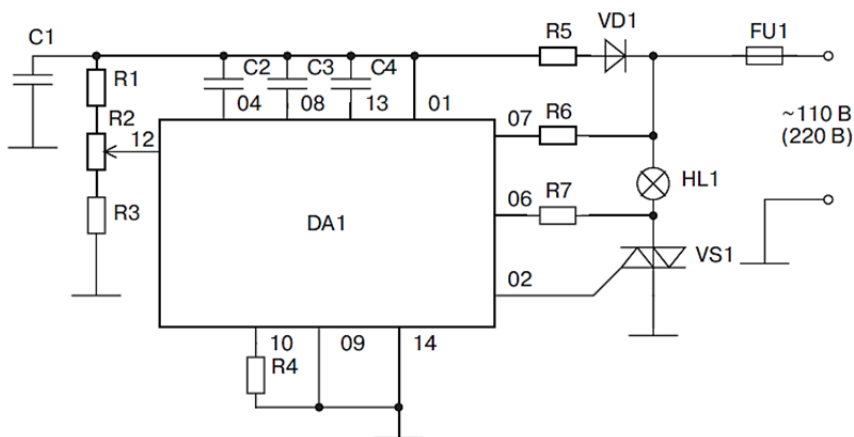 C1
R1
R2
12
R3
C2
C3
C4
04
08
13
01
R5
VD1
FU1
~110 В
(220 В)
07
R6
HL1
06
R7
DA1
VS1
02
10
09
14
R4